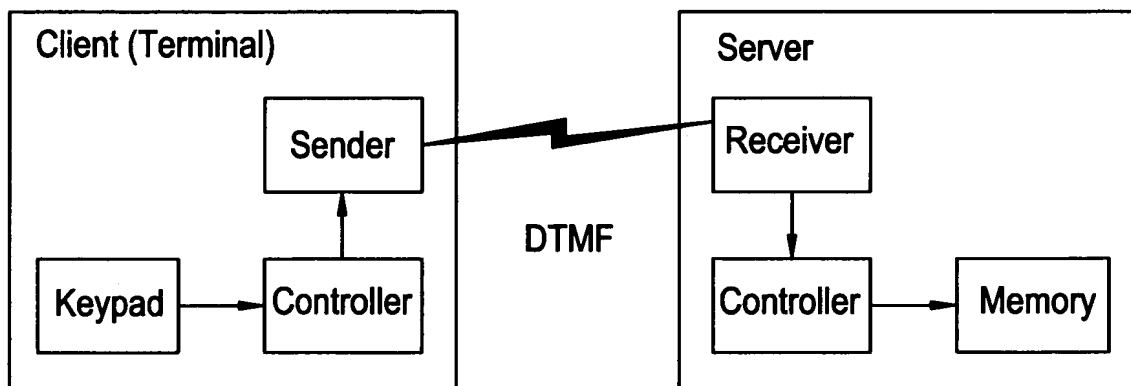 Client (Terminal)
Server
Sender
Receiver
DTMF
Keypad
Controller
Controller
Memory